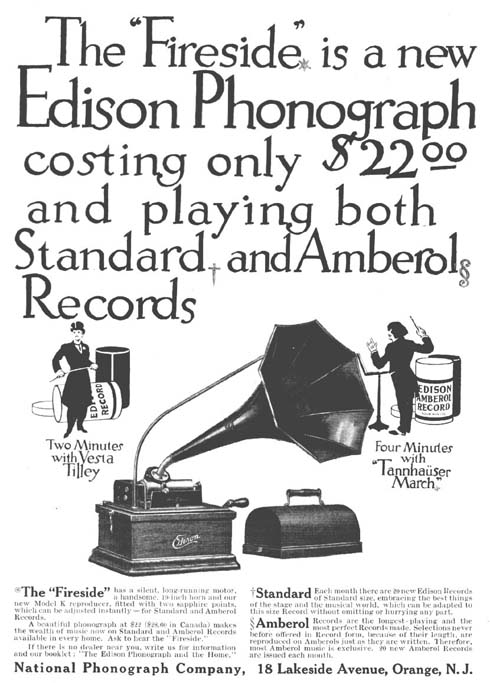 The "Fireside"* is a new
Edison Phonograph
costing only $22 00
and playing both
Standard† and Amberol§
Records
EDISON
RECORD
EDISON
AMBEROL
RECORD
Two Minutes
with Vesta
Tilley
Four Minutes
with
"Tannhäuser
March"
Edison
*The "Fireside" has a silent, long-running motor,
a handsome, 19-inch horn and our
new Model K reproducer, fitted with two sapphire points,
which can be adjusted instantly—for Standard and Amberol
Records.
A beautiful phonograph at $22 ($28.00 in Canada) makes
the wealth of music now on Standard and Amberol Records
available in every home. Ask to hear the "Fireside."
If there is no dealer near you, write us for information
and our booklet: "The Edison Phonograph and the Home."
†Standard Each month there are 20 new Edison Records
of Standard size, embracing the best things
of the stage and the musical world, which can be adapted to
this size Record without omitting or hurrying any part.
§Amberol Records are the longest-playing and the
most perfect Records made. Selections never
before offered in Record form, because of their length, are
reproduced on Amberols just as they are written. Therefore,
most Amberol music is exclusive. 20 new Amberol Records
are issued each month.
National Phonograph Company, 18 Lakeside Avenue, Orange, N. J.